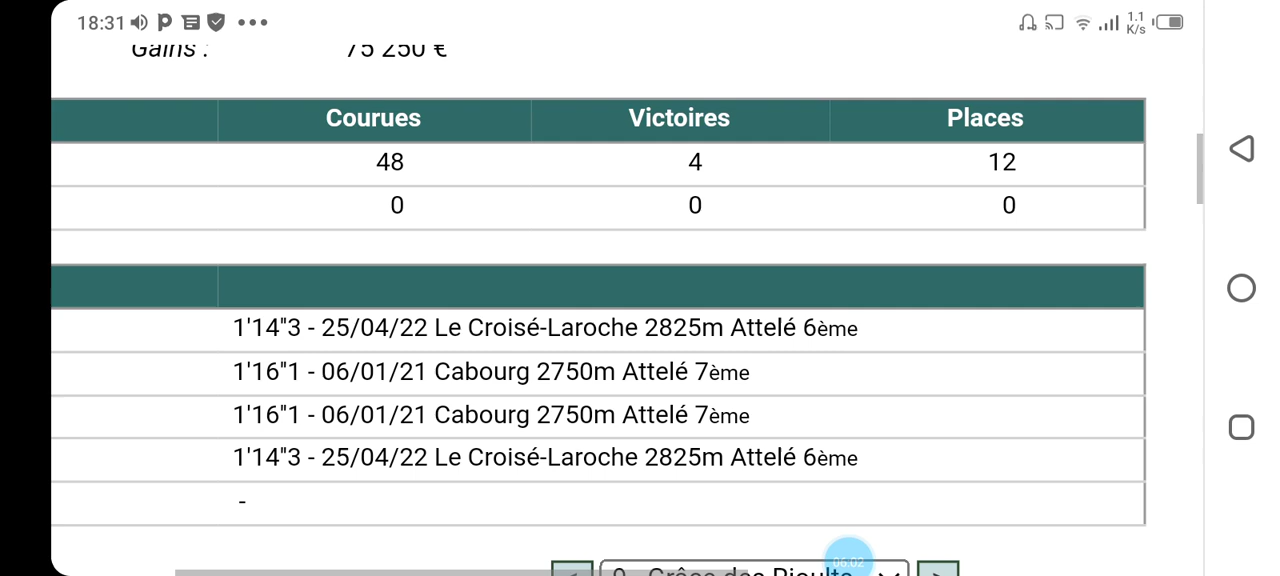 18:31
1.1 K/s
Gains : 75 250 €
Courues Victoires Places
48 4 12
0 0 0
1'14"3 - 25/04/22 Le Croisé-Laroche 2825m Attelé 6ème
1'16"1 - 06/01/21 Cabourg 2750m Attelé 7ème
1'16"1 - 06/01/21 Cabourg 2750m Attelé 7ème
1'14"3 - 25/04/22 Le Croisé-Laroche 2825m Attelé 6ème
-
06:02